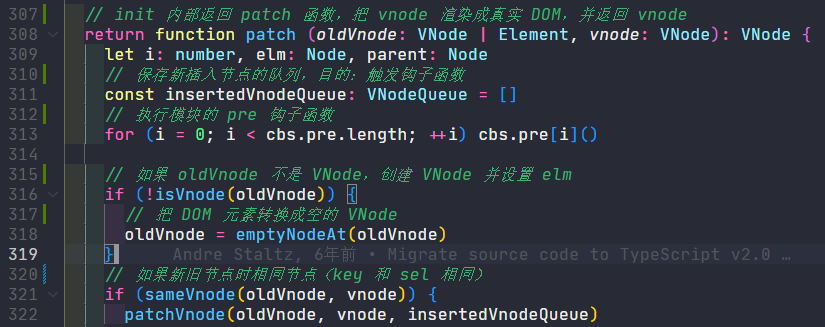 307 // init 内部返回 patch 函数，把 vnode 渲染成真实 DOM，并返回 vnode
308 return function patch (oldVnode: VNode | Element, vnode: VNode): VNode {
309 let i: number, elm: Node, parent: Node
310 // 保存新插入节点的队列，目的：触发钩子函数
311 const insertedVnodeQueue: VNodeQueue = []
312 // 执行模块的 pre 钩子函数
313 for (i = 0; i < cbs.pre.length; ++i) cbs.pre[i]()
314
315 // 如果 oldVnode 不是 VNode，创建 VNode 并设置 elm
316 if (!isVnode(oldVnode)) {
317 // 把 DOM 元素转换成空的 VNode
318 oldVnode = emptyNodeAt(oldVnode)
319 } Andre Staltz, 6年前 • Migrate source code to TypeScript v2.0 …
320 // 如果新旧节点时相同节点（key 和 sel 相同）
321 if (sameVnode(oldVnode, vnode)) {
322 patchVnode(oldVnode, vnode, insertedVnodeQueue)